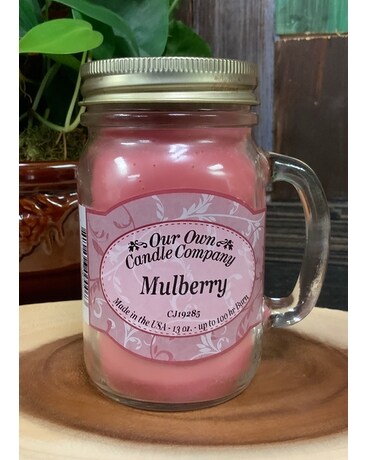 Our Own
Candle Company
Mulberry
CJ19285
Made in the USA - 13 oz. - up to 100 hr Burn